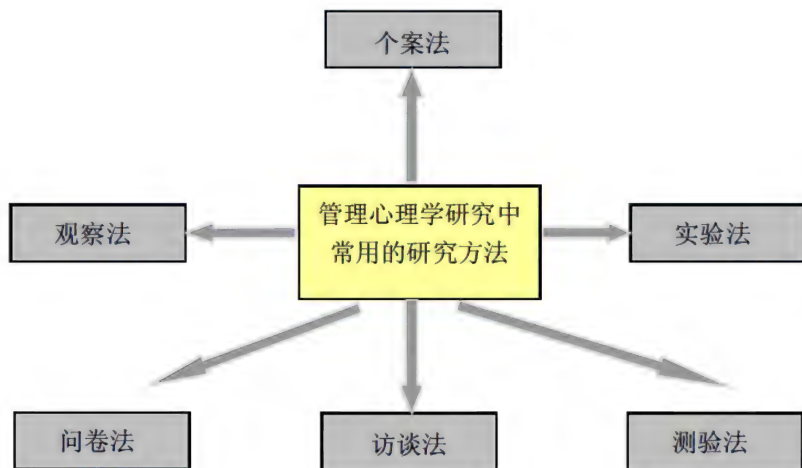 个案法
观察法
管理心理学研究中
常用的研究方法
实验法
问卷法
访谈法
测验法